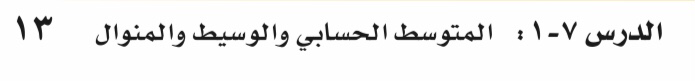 الدرس ٧-١ : المتوسط الحسابي والوسيط والمنوال ١٣